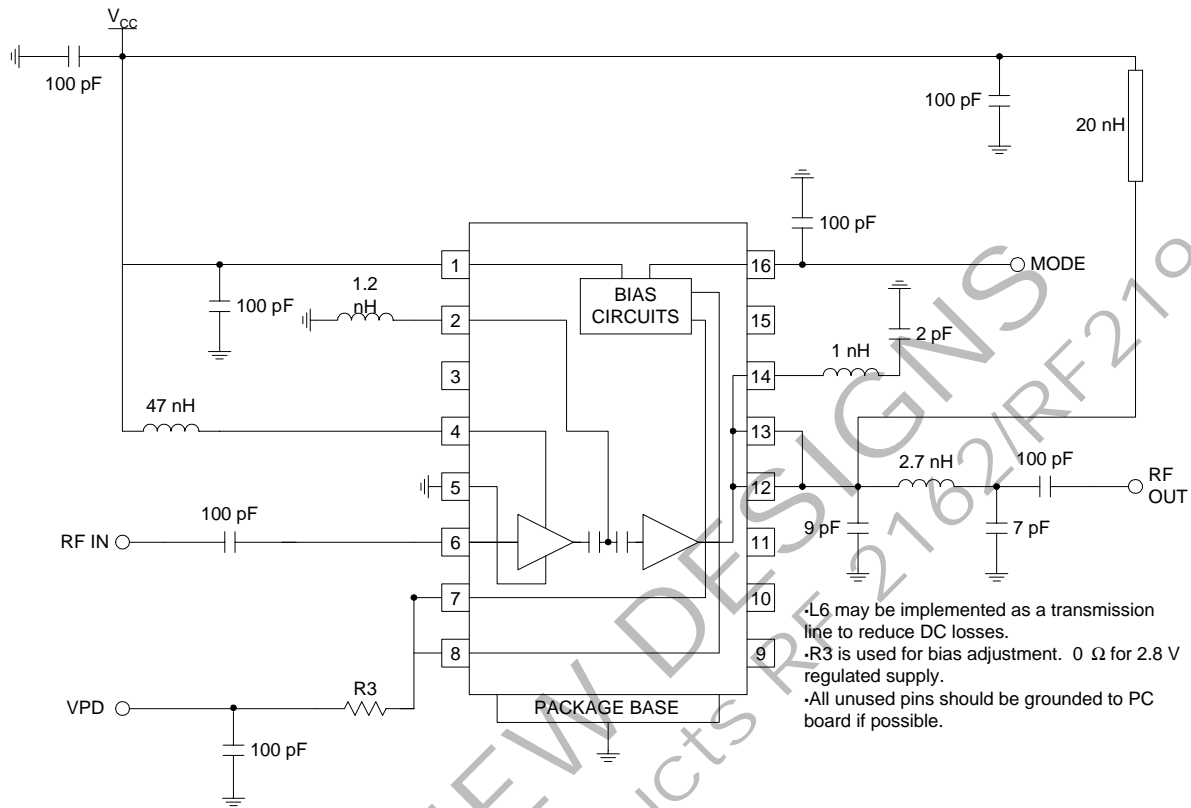 VCC
100 pF
100 pF
20 nH
100 pF
1
16
MODE
100 pF
1.2
nH
BIAS
CIRCUITS
2
15
2 pF
1 nH
3
14
47 nH
4
13
2.7 nH
100 pF
5
12
RF
OUT
100 pF
9 pF
7 pF
RF IN
6
11
7
10
8
9
•L6 may be implemented as a transmission
line to reduce DC losses.
•R3 is used for bias adjustment. 0 Ω for 2.8 V
regulated supply.
•All unused pins should be grounded to PC
board if possible.
R3
VPD
PACKAGE BASE
100 pF
EW DESIGNS
ucts RF 2162/RF21